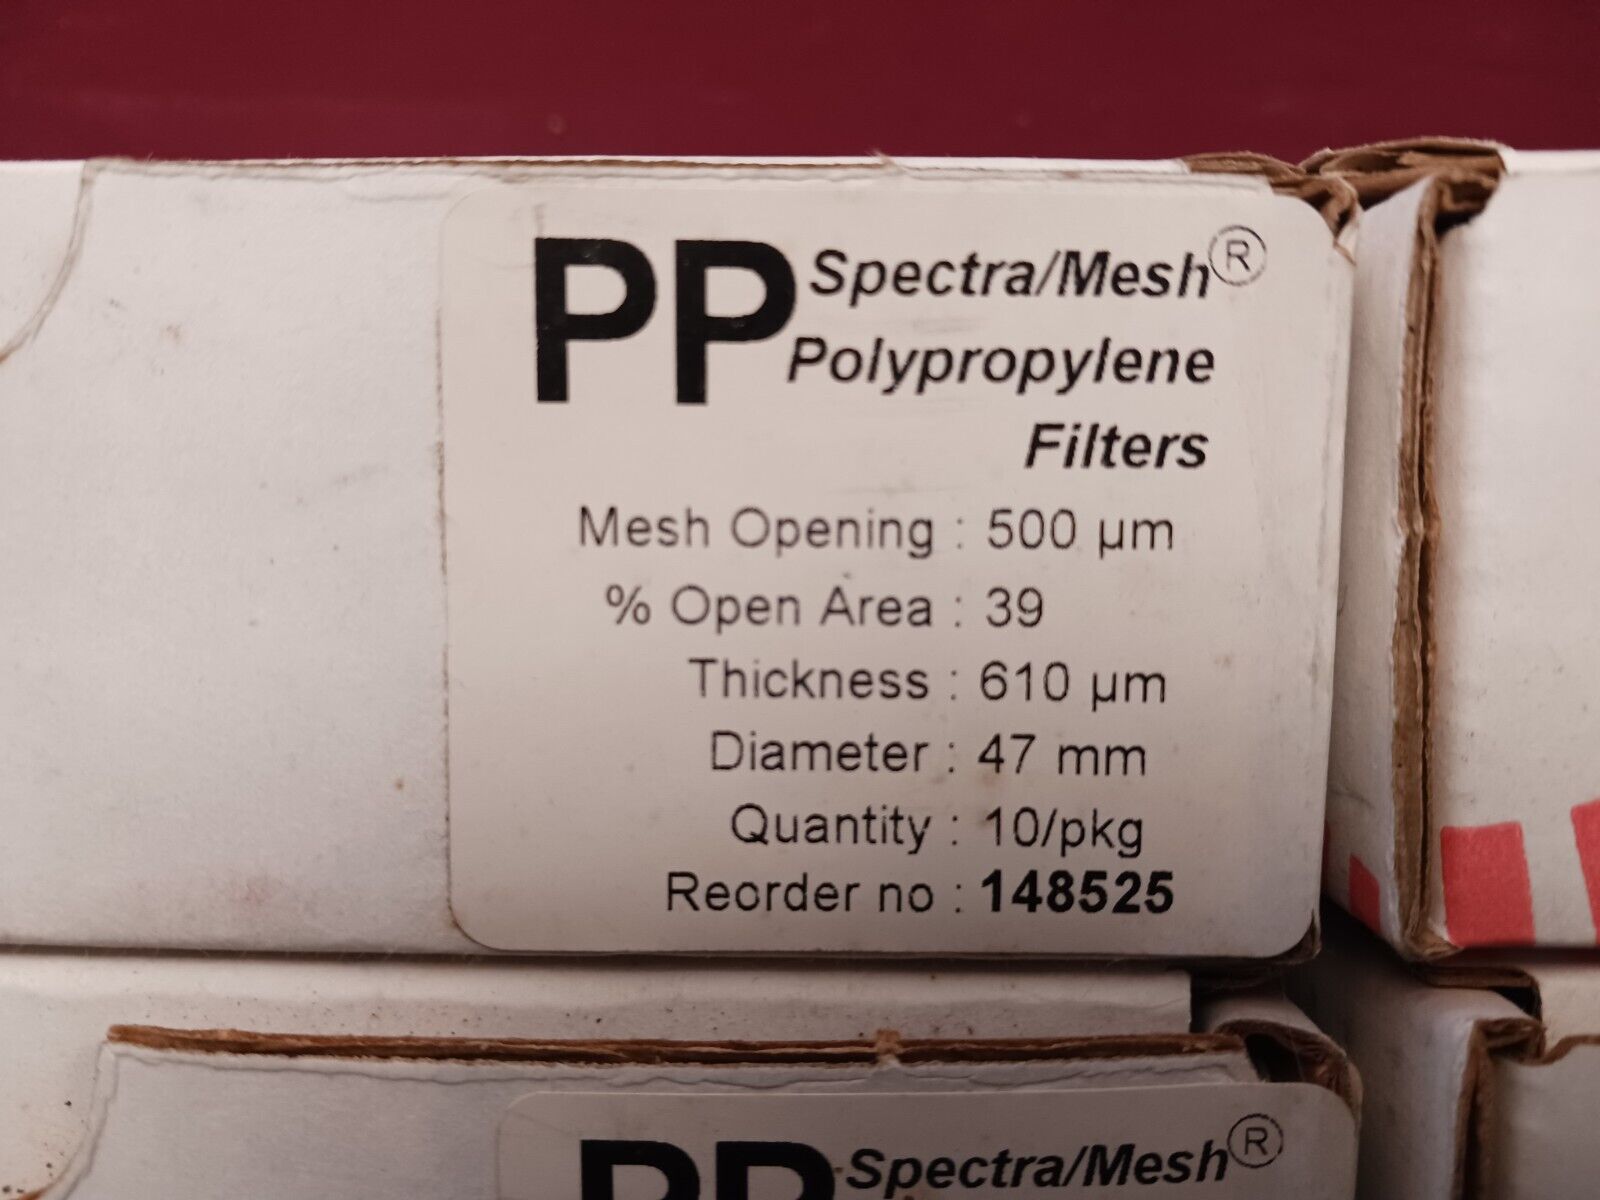 PP Spectra/Mesh®
Polypropylene
Filters
Mesh Opening : 500 µm
% Open Area : 39
Thickness : 610 µm
Diameter : 47 mm
Quantity : 10/pkg
Reorder no : 148525
PP Spectra/Mesh®